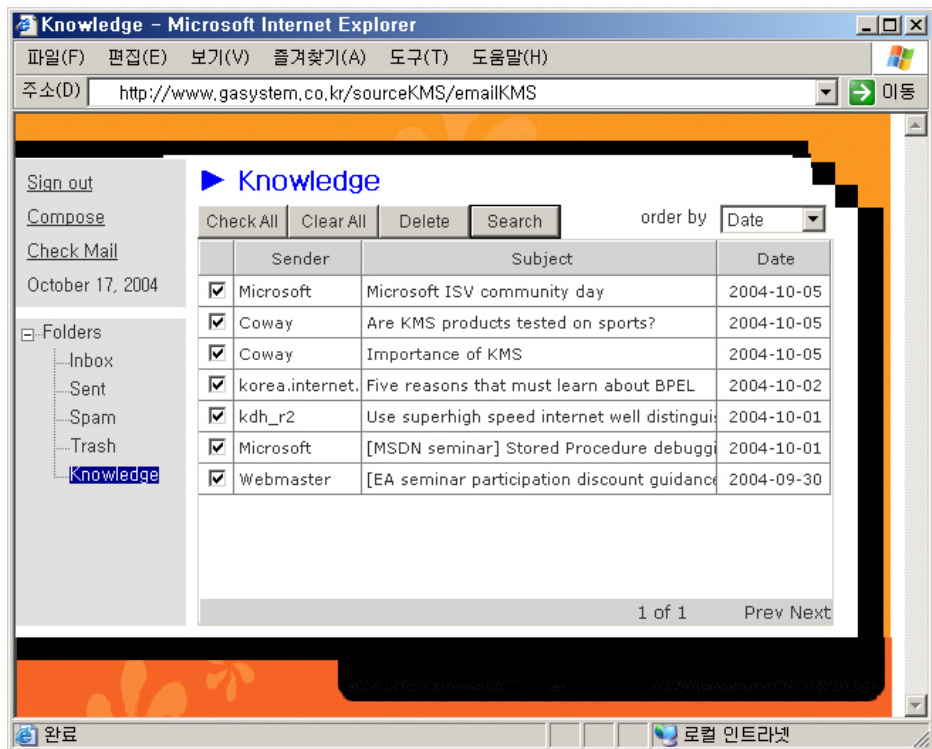 Knowledge - Microsoft Internet Explorer
파일(F) 편집(E) 보기(V) 즐겨찾기(A) 도구(T) 도움말(H)
주소(D) http://www.gasystem.co.kr/sourceKMS/emailKMS 이동
Sign out
Compose
Check Mail
October 17, 2004
Folders
Inbox
Sent
Spam
Trash
Knowledge
Knowledge
Check All Clear All Delete Search order by Date
Sender Subject Date
Microsoft Microsoft ISV community day 2004-10-05
Coway Are KMS products tested on sports? 2004-10-05
Coway Importance of KMS 2004-10-05
korea.internet. Five reasons that must learn about BPEL 2004-10-02
kdh_r2 Use superhigh speed internet well distinguis 2004-10-01
Microsoft [MSDN seminar] Stored Procedure debuggi 2004-10-01
Webmaster [EA seminar participation discount guidance 2004-09-30
1 of 1 Prev Next
완료 로컬 인트라넷